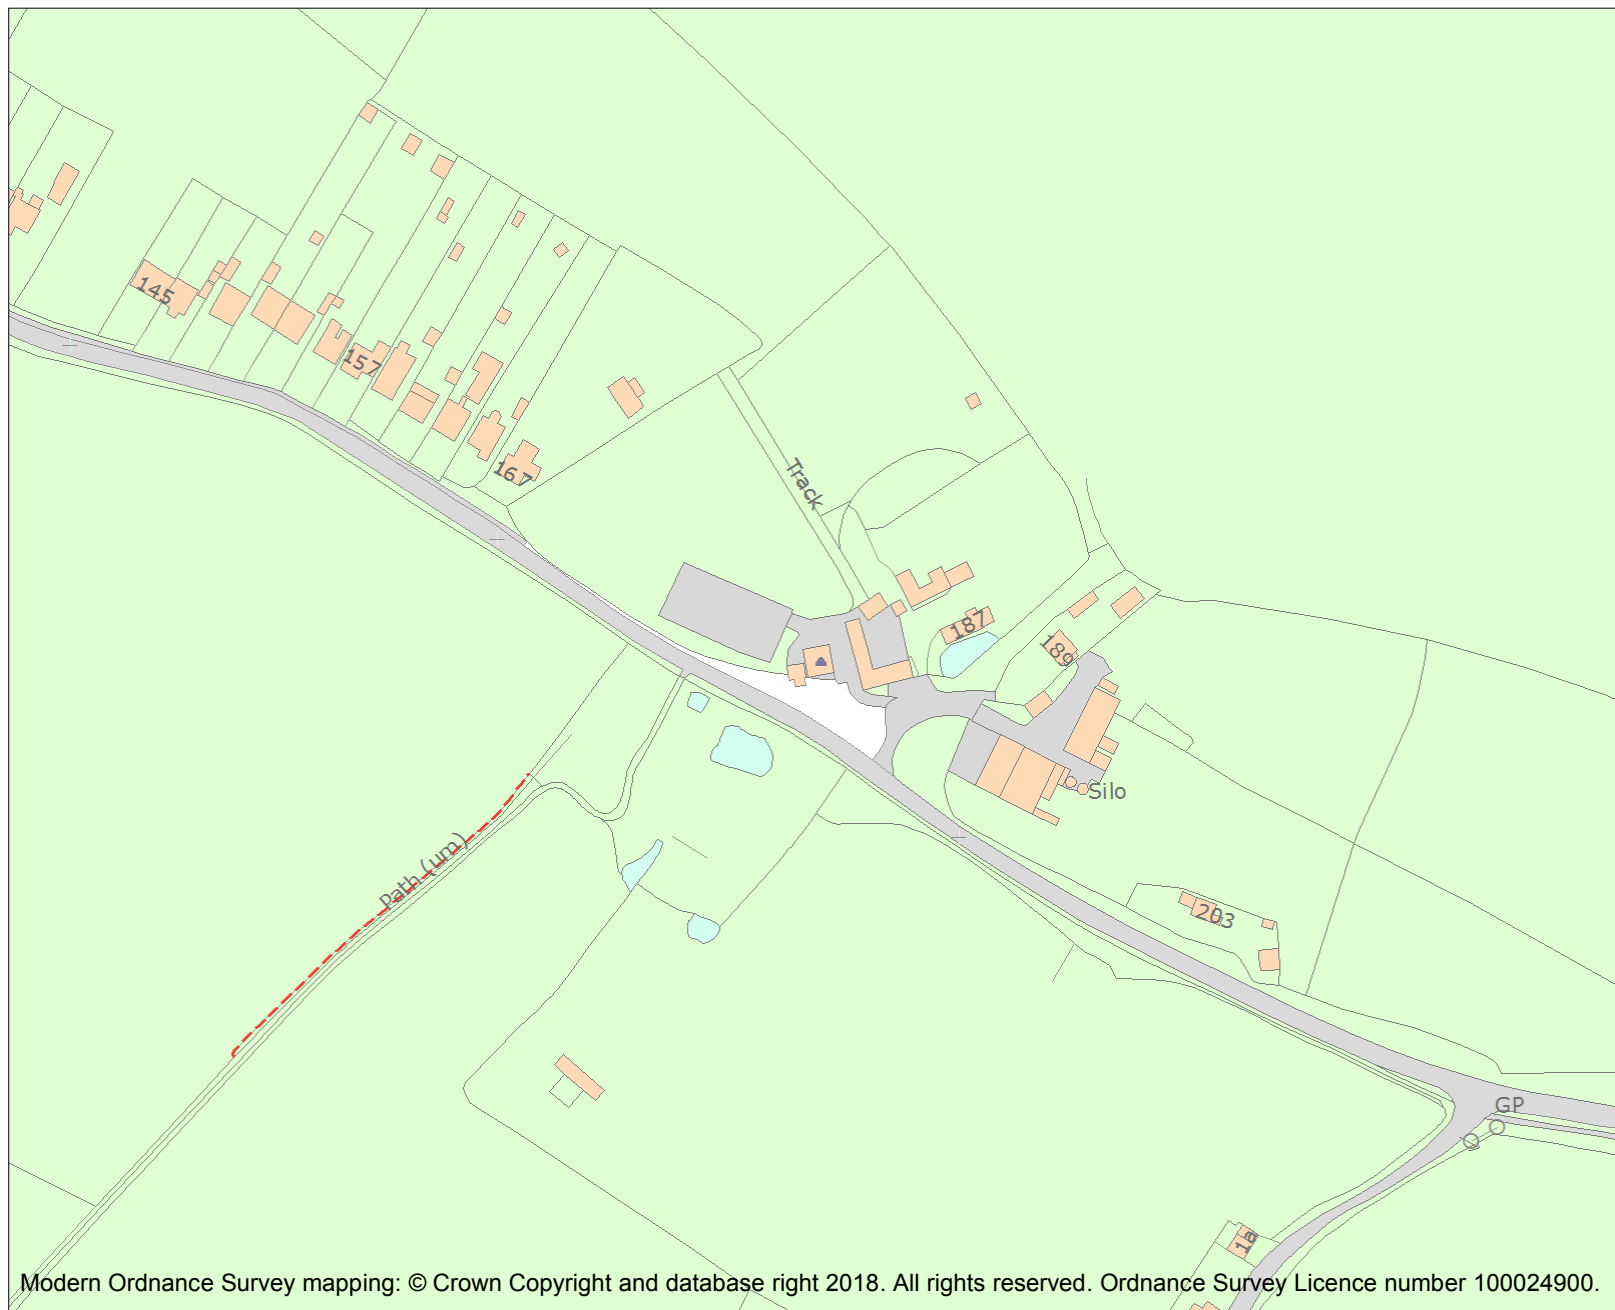 145
157
167
Track
187
189
Silo
Path (um)
203
GP
Modern Ordnance Survey mapping: © Crown Copyright and database right 2018. All rights reserved. Ordnance Survey Licence number 100024900.